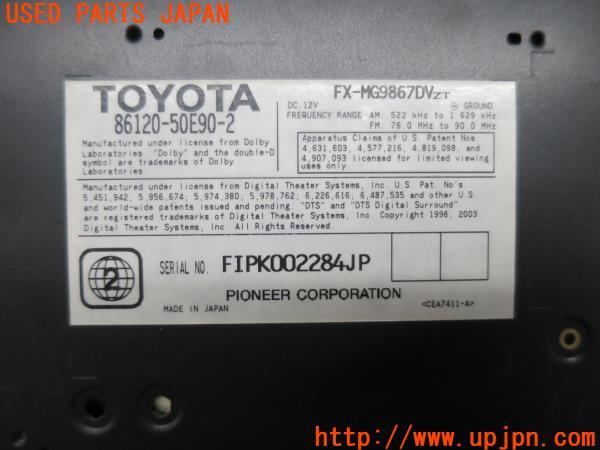 USED PARTS JAPAN
TOYOTA
86120-50E90-2
FX-MG9867DVZT
DC.12V ⊖ GROUND
FREQUENCY RANGE AM: 522 kHz to 1 629 kHz
FM: 76.0 MHz to 90.0 MHz
Manufactured under license from Dolby
Laboratories "Dolby" and the double-D
symbol are trademarks of Dolby
Laboratories
Apparatus Claims of U.S. Patent Nos
4,631,603, 4,577,216, 4,819,098, and
4,907,093 licensed for limited viewing
uses only
Manufactured under license from Digital Theater Systems, Inc. U.S. Pat. No's.
5,451,942, 5,956,674, 5,974,380, 5,978,762, 6,226,616, 6,487,535 and other U.S.
and world-wide patents issued and pending. "DTS" and "DTS Digital Surround"
are registered trademarks of Digital Theater Systems, Inc. Copyright 1996, 2003
Digital Theater Systems, Inc. All Rights Reserved.
2
SERIAL NO. FIPK002284JP
PIONEER CORPORATION
MADE IN JAPAN
<CEA7411-A>
UPJ
中古車パーツ
http://www.upjpn.com